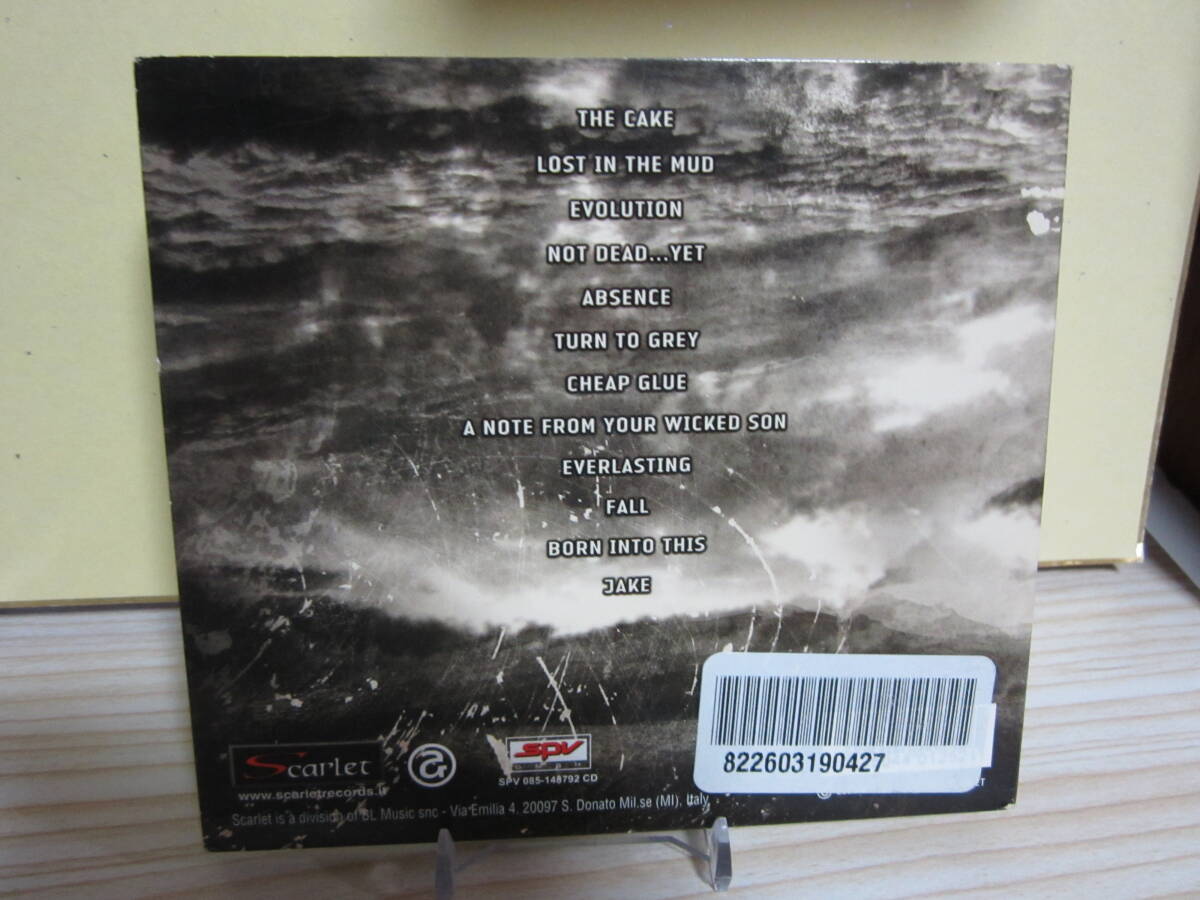 THE CAKE
LOST IN THE MUD
EVOLUTION
NOT DEAD...YET
ABSENCE
TURN TO GREY
CHEAP GLUE
A NOTE FROM YOUR WICKED SON
EVERLASTING
FALL
BORN INTO THIS
JAKE
Scarlet
www.scarletrecords.it
spv
SPV 085-148792 CD
822603190427
Scarlet is a division of BL Music snc - Via Emilia 4, 20097 S. Donato Mil.se (MI), Italy